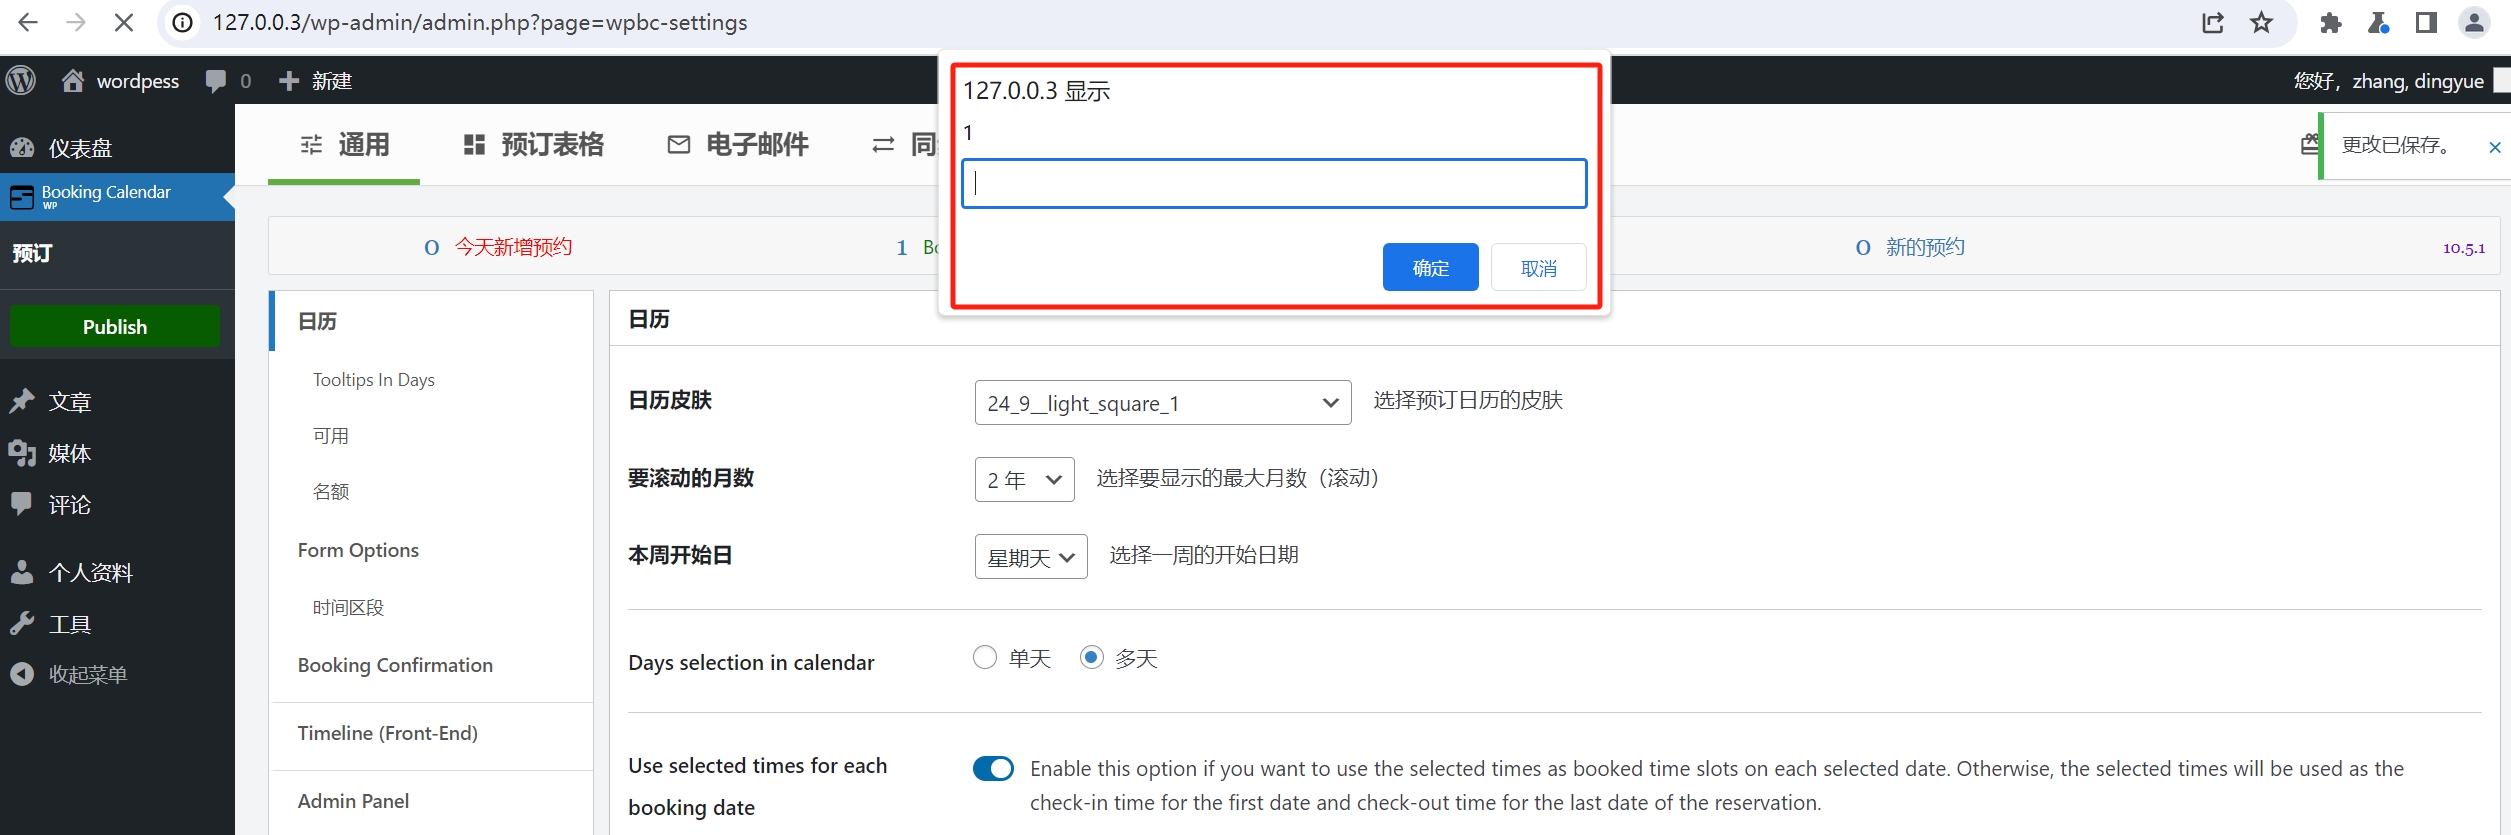 127.0.0.3/wp-admin/admin.php?page=wpbc-settings
wordpess 0 新建
您好，zhang, dingyue
127.0.0.3 显示
1
确定 取消
仪表盘
Booking Calendar
WP
预订
Publish
文章
媒体
评论
个人资料
工具
收起菜单
通用 预订表格 电子邮件 同
更改已保存。 ×
0 今天新增预约 1 0 新的预约 10.5.1
日历
Tooltips In Days
可用
名额
Form Options
时间区段
Booking Confirmation
Timeline (Front-End)
Admin Panel
日历
日历皮肤 24_9__light_square_1 选择预订日历的皮肤
要滚动的月数 2 年 选择要显示的最大月数（滚动）
本周开始日 星期天 选择一周的开始日期
Days selection in calendar 单天 多天
Use selected times for each
booking date
Enable this option if you want to use the selected times as booked time slots on each selected date. Otherwise, the selected times will be used as the
check-in time for the first date and check-out time for the last date of the reservation.